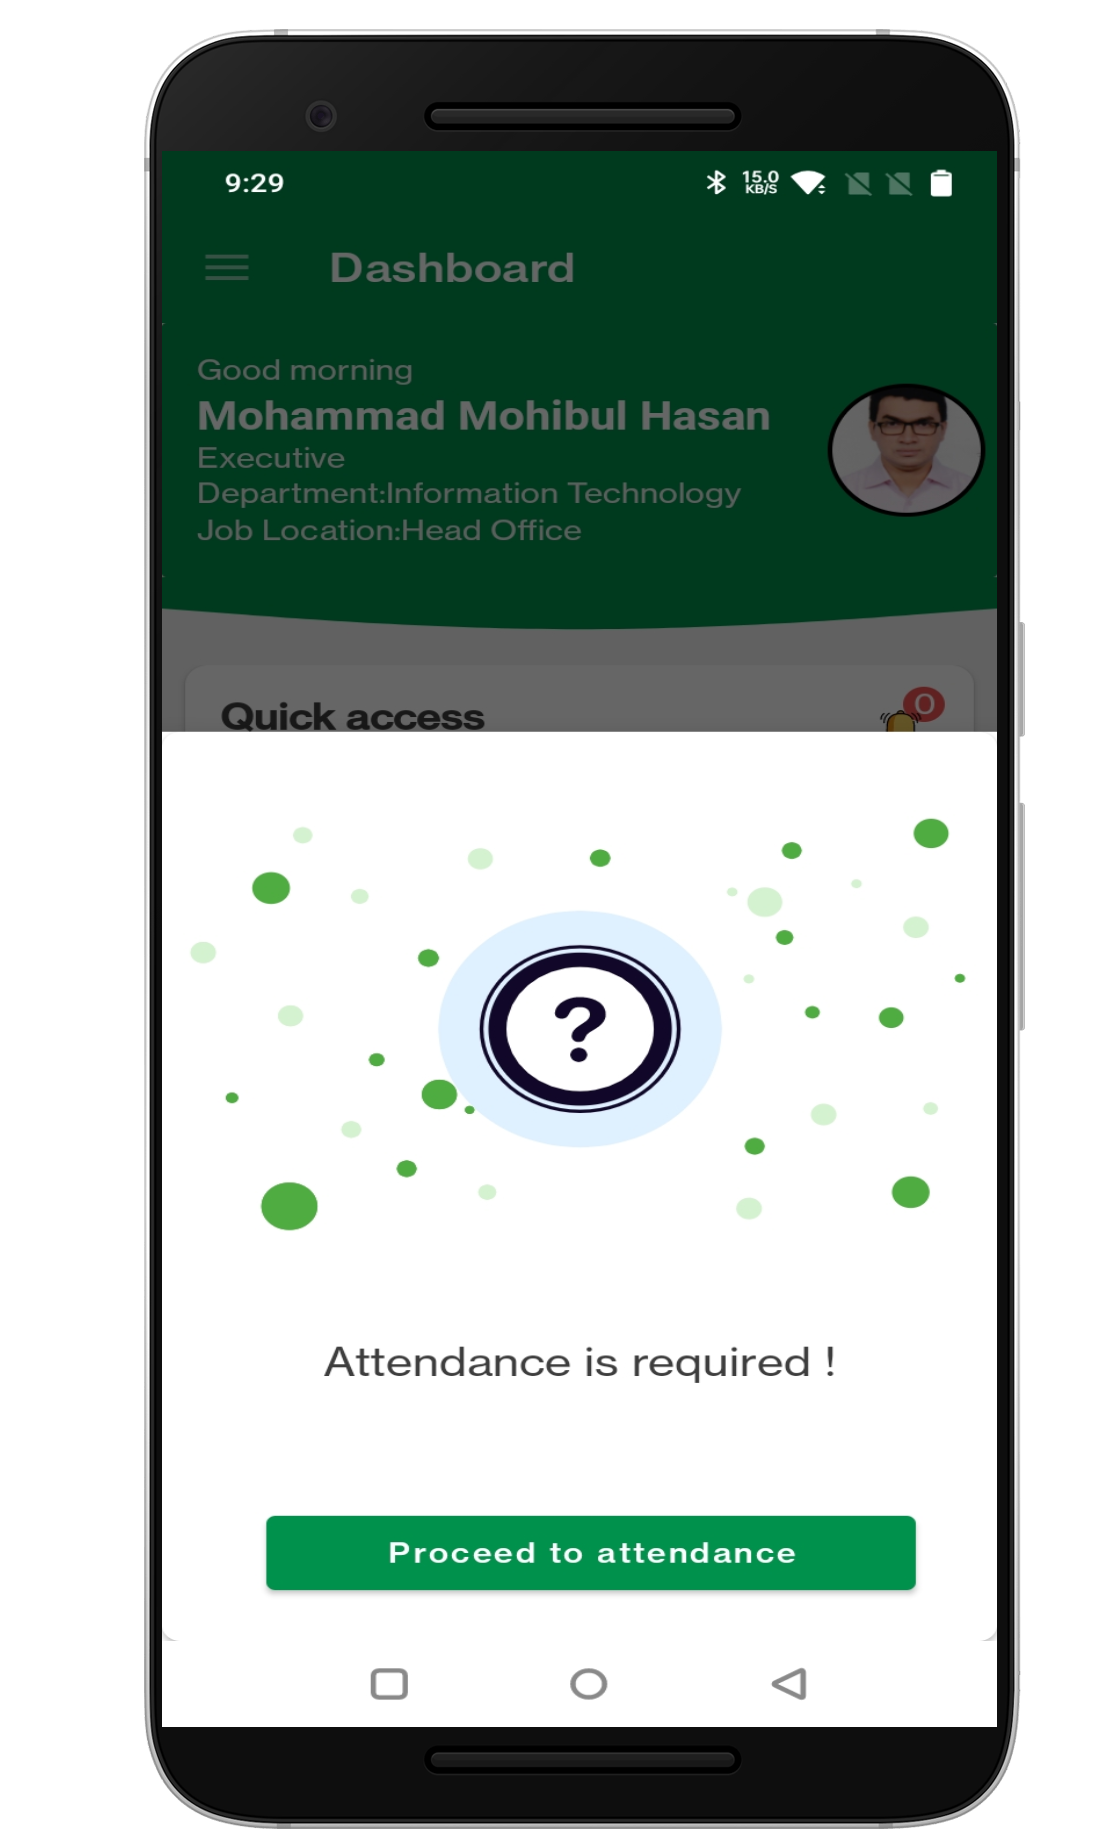 9:29
15.0
KB/S
Dashboard
Good morning
Mohammad Mohibul Hasan
Executive
Department:Information Technology
Job Location:Head Office
Quick access
0
?
Attendance is required !
Proceed to attendance